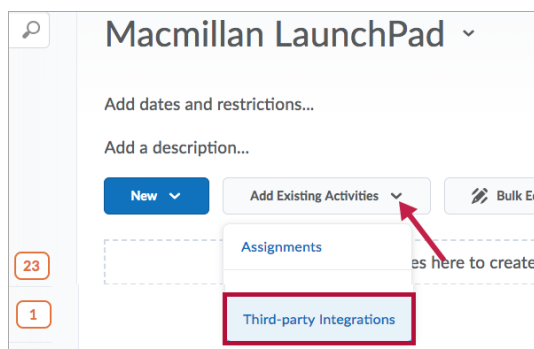 Macmillan LaunchPad
Add dates and restrictions...
Add a description...
New
Add Existing Activities
Bulk
Assignments
here to create
23
1
Third-party Integrations